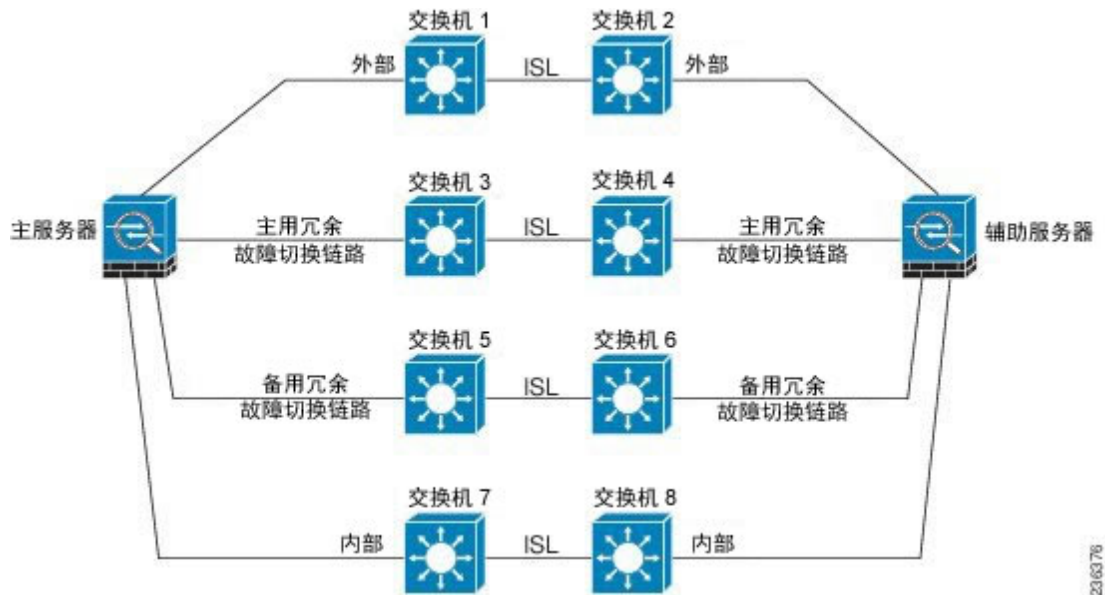 交换机 1
交换机 2
外部
ISL
外部
交换机 3
交换机 4
主服务器
主用冗余
故障切换链路
ISL
主用冗余
故障切换链路
辅助服务器
交换机 5
交换机 6
备用冗余
故障切换链路
ISL
备用冗余
故障切换链路
交换机 7
交换机 8
内部
ISL
内部
236376